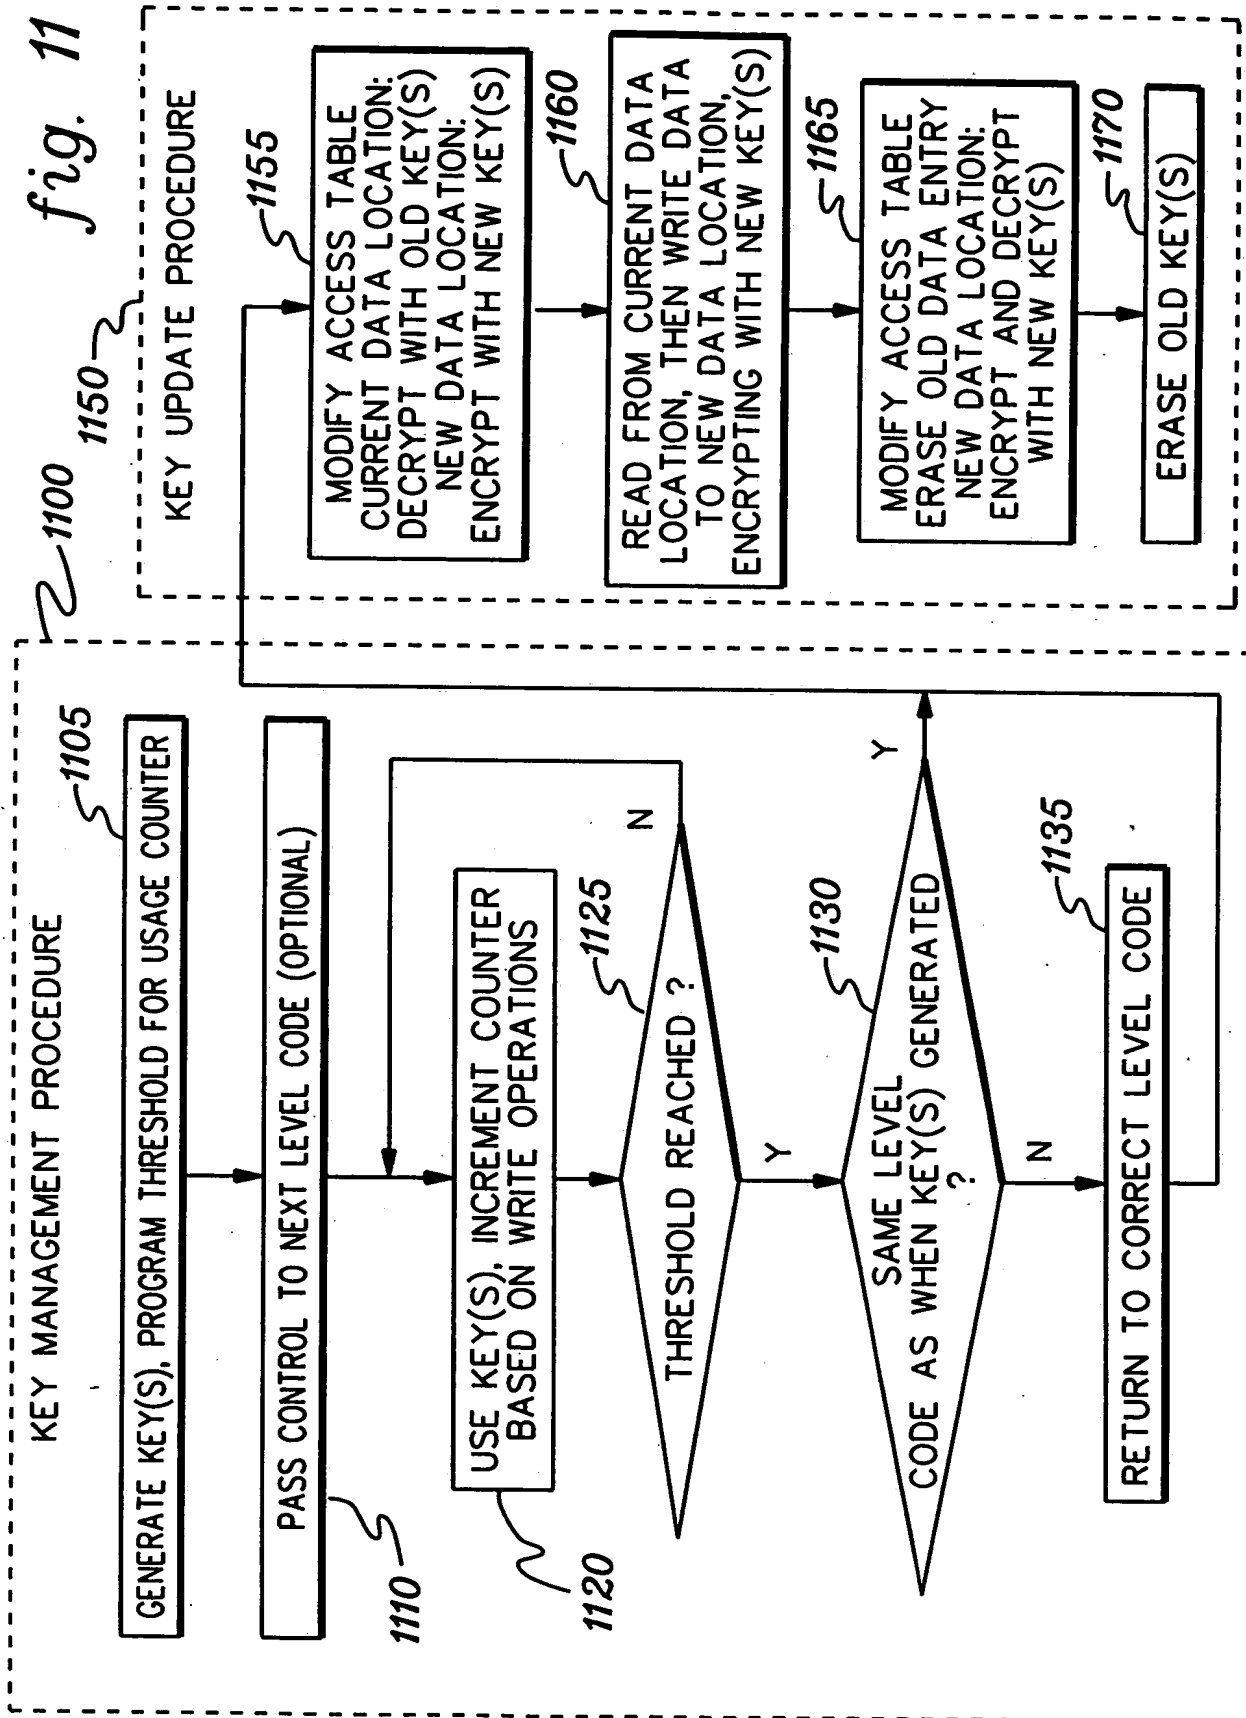 fig. 11
1100
KEY MANAGEMENT PROCEDURE
1105
GENERATE KEY(S), PROGRAM THRESHOLD FOR USAGE COUNTER
PASS CONTROL TO NEXT LEVEL CODE (OPTIONAL)
1110
USE KEY(S), INCREMENT COUNTER
BASED ON WRITE OPERATIONS
1120
1125
THRESHOLD REACHED ?
N
Y
1130
SAME LEVEL
CODE AS WHEN KEY(S) GENERATED
?
Y
N
1135
RETURN TO CORRECT LEVEL CODE
1150
KEY UPDATE PROCEDURE
1155
MODIFY ACCESS TABLE
CURRENT DATA LOCATION:
DECRYPT WITH OLD KEY(S)
NEW DATA LOCATION:
ENCRYPT WITH NEW KEY(S)
1160
READ FROM CURRENT DATA
LOCATION, THEN WRITE DATA
TO NEW DATA LOCATION,
ENCRYPTING WITH NEW KEY(S)
1165
MODIFY ACCESS TABLE
ERASE OLD DATA ENTRY
NEW DATA LOCATION:
ENCRYPT AND DECRYPT
WITH NEW KEY(S)
1170
ERASE OLD KEY(S)